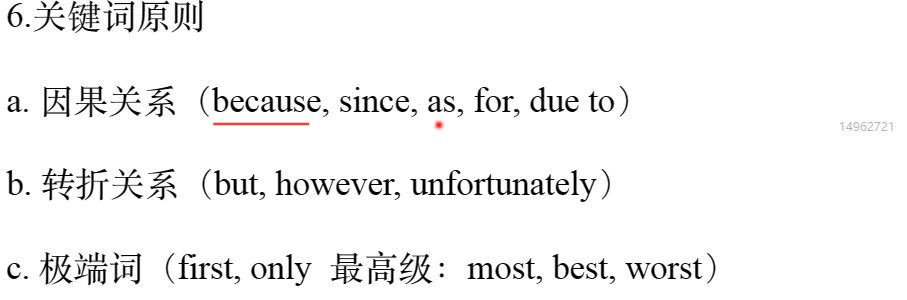 6.关键词原则
a. 因果关系（because, since, as, for, due to）
14962721
b. 转折关系（but, however, unfortunately）
c. 极端词（first, only 最高级：most, best, worst）